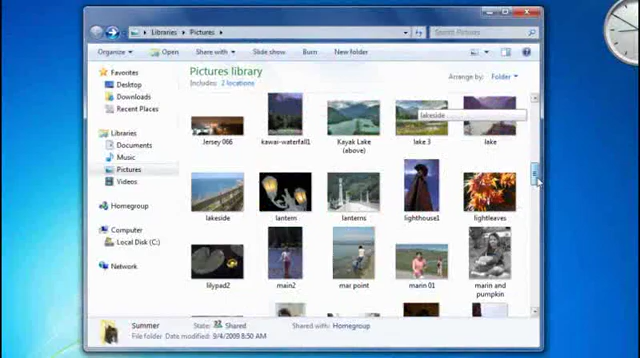 Libraries ▸ Pictures ▸
Search Pictures
Organize ▾ Open Share with ▾ Slide show Burn New folder
Favorites
Desktop
Downloads
Recent Places
Libraries
Documents
Music
Pictures
Videos
Homegroup
Computer
Local Disk (C:)
Network
Pictures library
Includes: 2 locations
Arrange by: Folder ▾
lakeside
Jersey 066
kawai-waterfall1
Kayak Lake
(above)
lake 3
lake
lakeside
lantern
lanterns
lighthouse1
lightleaves
lilypad2
main2
mar point
marin 01
marin and
pumpkin
Summer
State: Shared
Shared with: Homegroup
File folder Date modified: 9/4/2009 8:50 AM